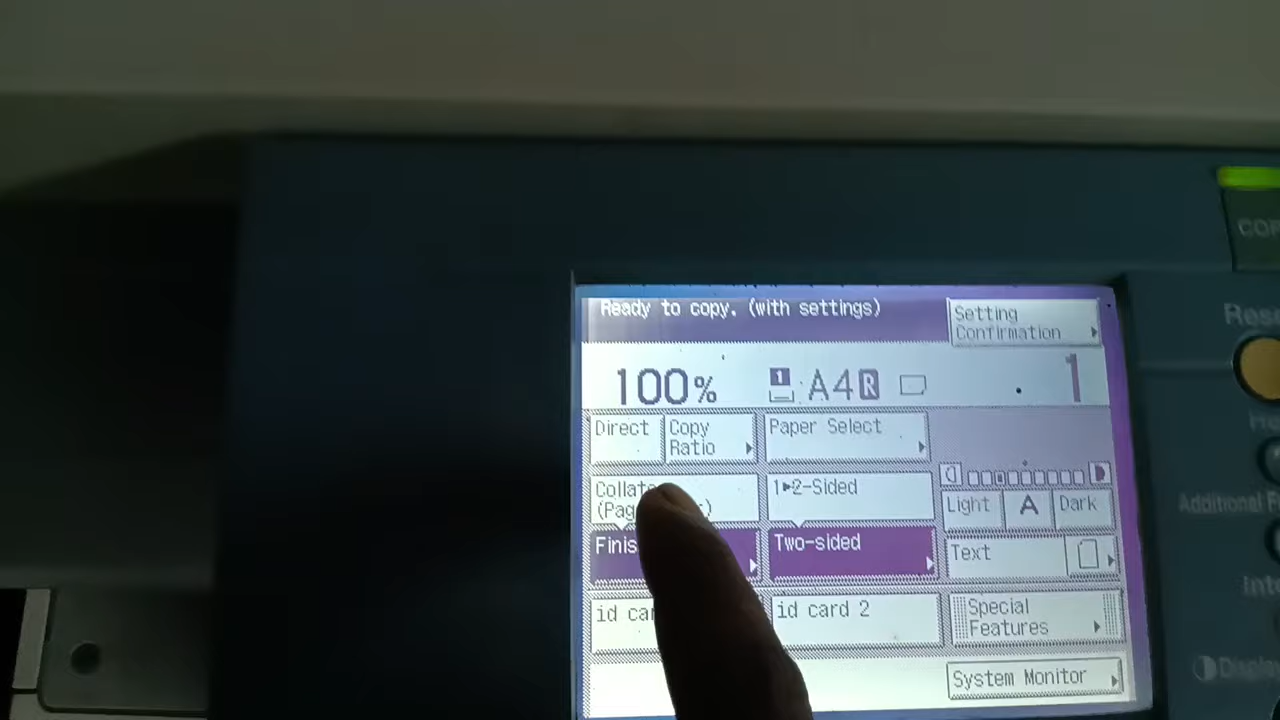 Ready to copy. (with settings)
Setting
Confirmation
100%
1
A4R
1
Direct
Copy
Ratio
Paper Select
1▶2-Sided
Light
A
Dark
Two-sided
Text
id card 2
Special
Features
System Monitor